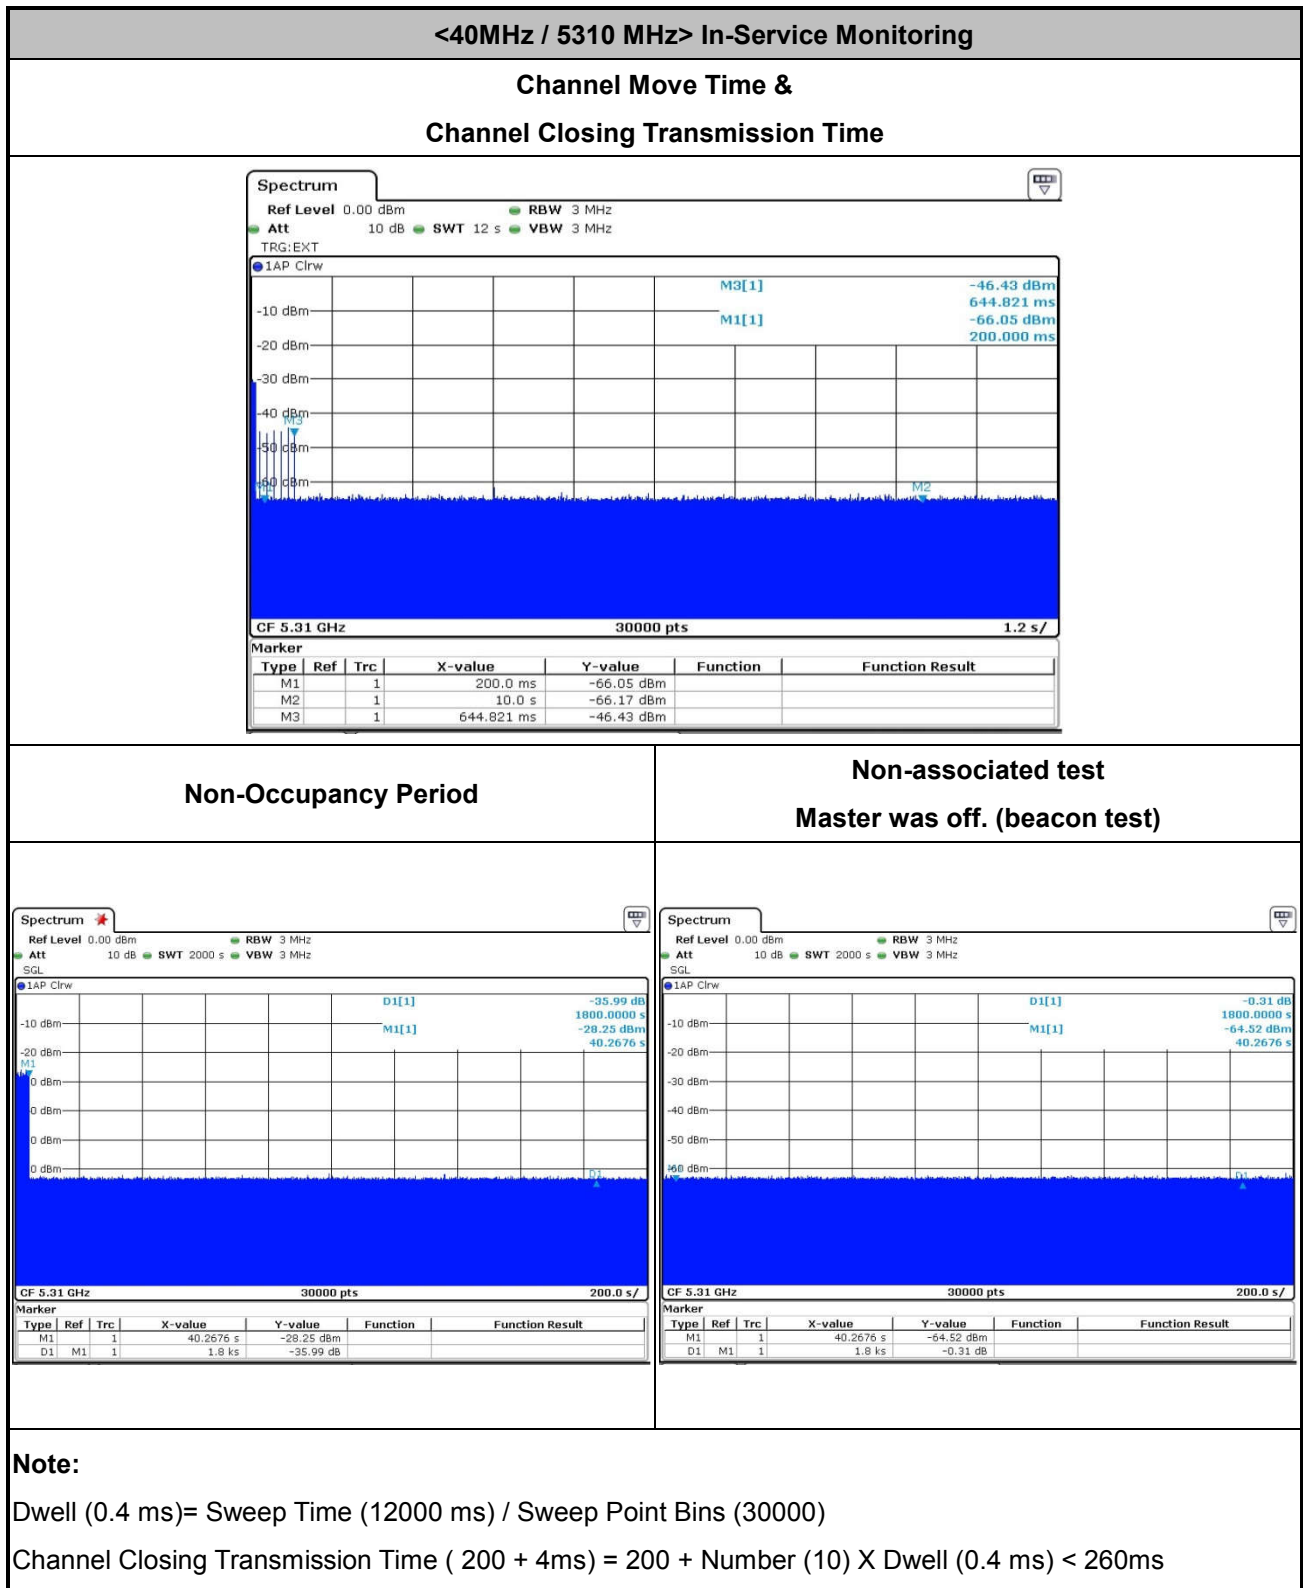 <40MHz / 5310 MHz> In-Service Monitoring
Channel Move Time &
Channel Closing Transmission Time
Spectrum
Ref Level 0.00 dBm RBW 3 MHz
Att 10 dB SWT 12 s VBW 3 MHz
TRG:EXT
1AP Clrw
M3[1] -46.43 dBm
644.821 ms
-10 dBm
M1[1] -66.05 dBm
200.000 ms
-20 dBm
-30 dBm
-40 dBm
M3
-50 dBm
-60 dBm
M1
M2
CF 5.31 GHz 30000 pts 1.2 s/
Marker
Type Ref Trc X-value Y-value Function Function Result
M1 1 200.0 ms -66.05 dBm
M2 1 10.0 s -66.17 dBm
M3 1 644.821 ms -46.43 dBm
Non-Occupancy Period
Non-associated test
Master was off. (beacon test)
Spectrum
Ref Level 0.00 dBm RBW 3 MHz
Att 10 dB SWT 2000 s VBW 3 MHz
SGL
1AP Clrw
D1[1] -35.99 dB
1800.0000 s
-10 dBm
M1[1] -28.25 dBm
40.2676 s
-20 dBm
M1
0 dBm
0 dBm
0 dBm
0 dBm
D1
CF 5.31 GHz 30000 pts 200.0 s/
Marker
Type Ref Trc X-value Y-value Function Function Result
M1 1 40.2676 s -28.25 dBm
D1 M1 1 1.8 ks -35.99 dB
Spectrum
Ref Level 0.00 dBm RBW 3 MHz
Att 10 dB SWT 2000 s VBW 3 MHz
SGL
1AP Clrw
D1[1] -0.31 dB
1800.0000 s
-10 dBm
M1[1] -64.52 dBm
40.2676 s
-20 dBm
-30 dBm
-40 dBm
-50 dBm
-60 dBm
D1
CF 5.31 GHz 30000 pts 200.0 s/
Marker
Type Ref Trc X-value Y-value Function Function Result
M1 1 40.2676 s -64.52 dBm
D1 M1 1 1.8 ks -0.31 dB
Note:
Dwell (0.4 ms)= Sweep Time (12000 ms) / Sweep Point Bins (30000)
Channel Closing Transmission Time ( 200 + 4ms) = 200 + Number (10) X Dwell (0.4 ms) < 260ms